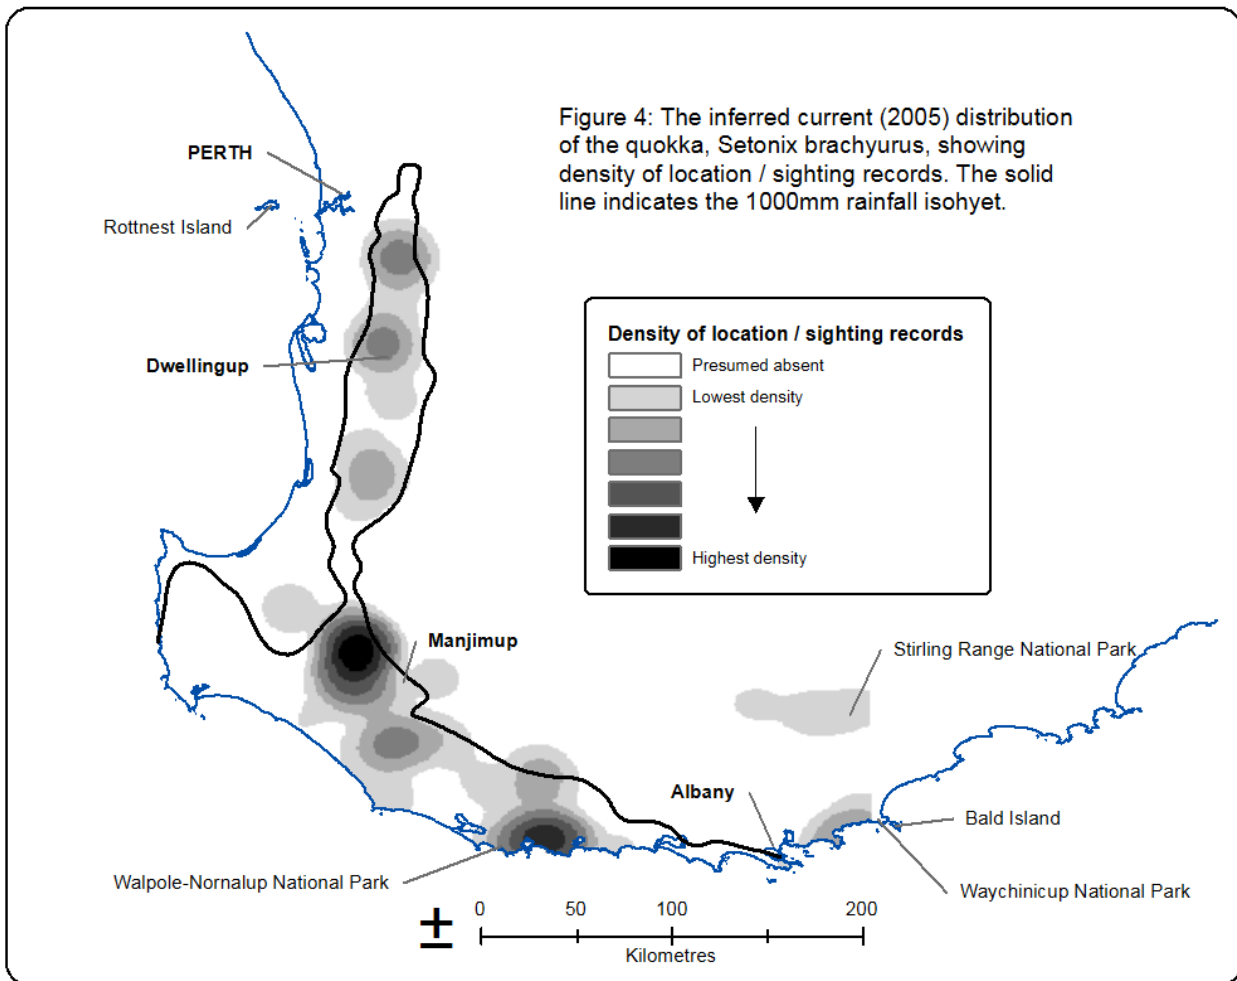 Figure 4: The inferred current (2005) distribution
of the quokka, Setonix brachyurus, showing
density of location / sighting records. The solid
line indicates the 1000mm rainfall isohyet.
PERTH
Rottnest Island
Dwellingup
Density of location / sighting records
Presumed absent
Lowest density
Highest density
Manjimup
Stirling Range National Park
Albany
Bald Island
Walpole-Nornalup National Park
Waychinicup National Park
±
0 50 100 200
Kilometres